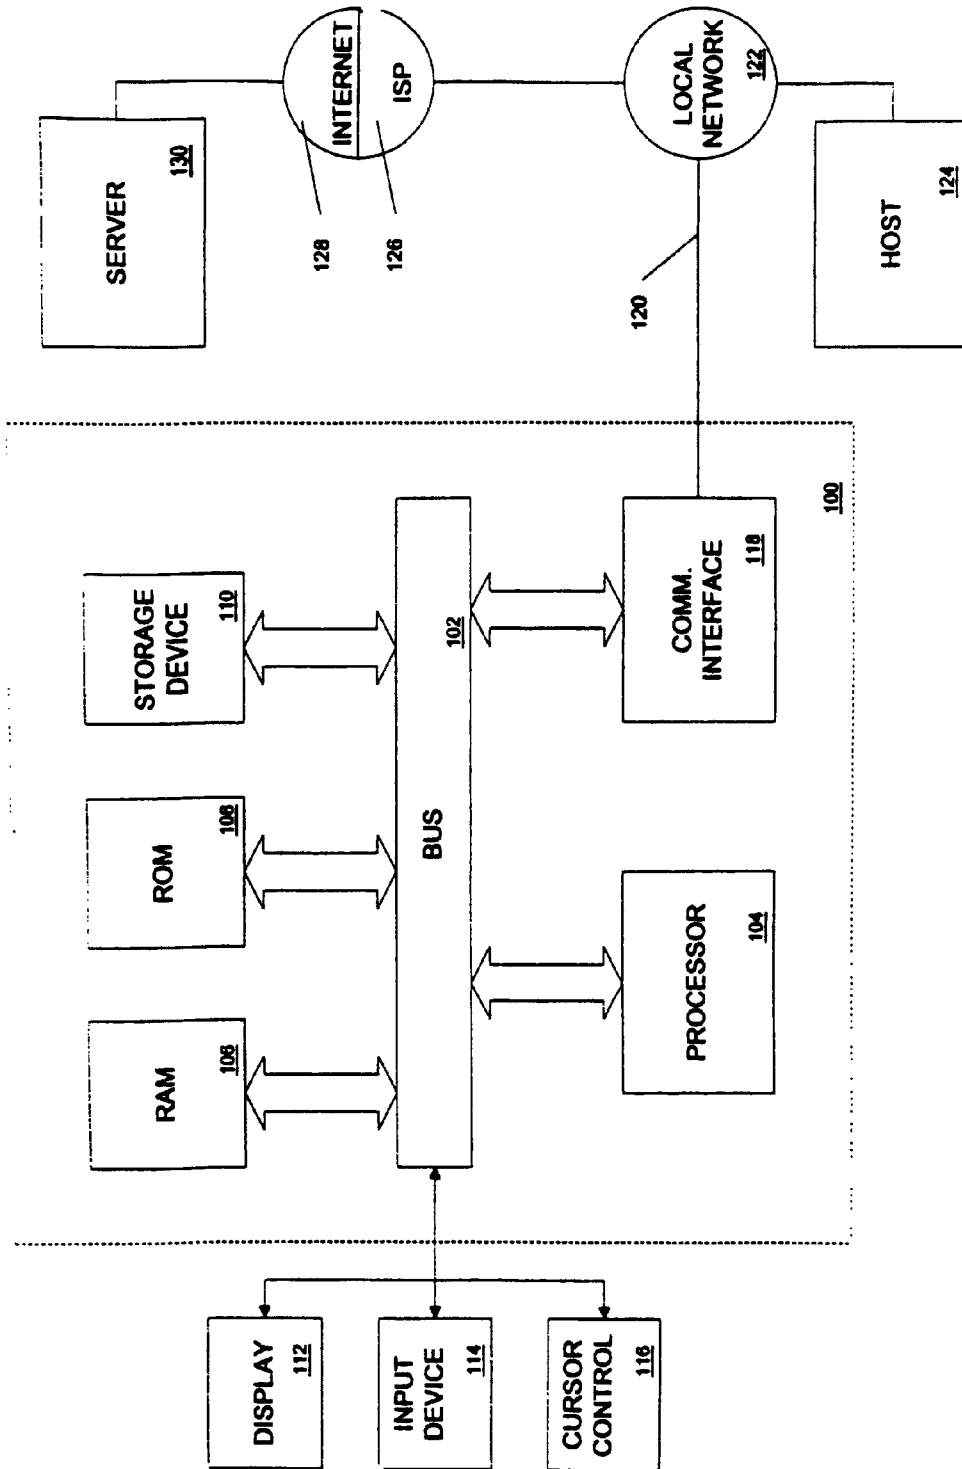 DISPLAY
112
INPUT
DEVICE
114
CURSOR
CONTROL
116
RAM
106
ROM
108
STORAGE
DEVICE
110
BUS
102
PROCESSOR
104
COMM.
INTERFACE
118
100
SERVER
130
INTERNET
ISP
128
126
120
LOCAL
NETWORK
122
HOST
124